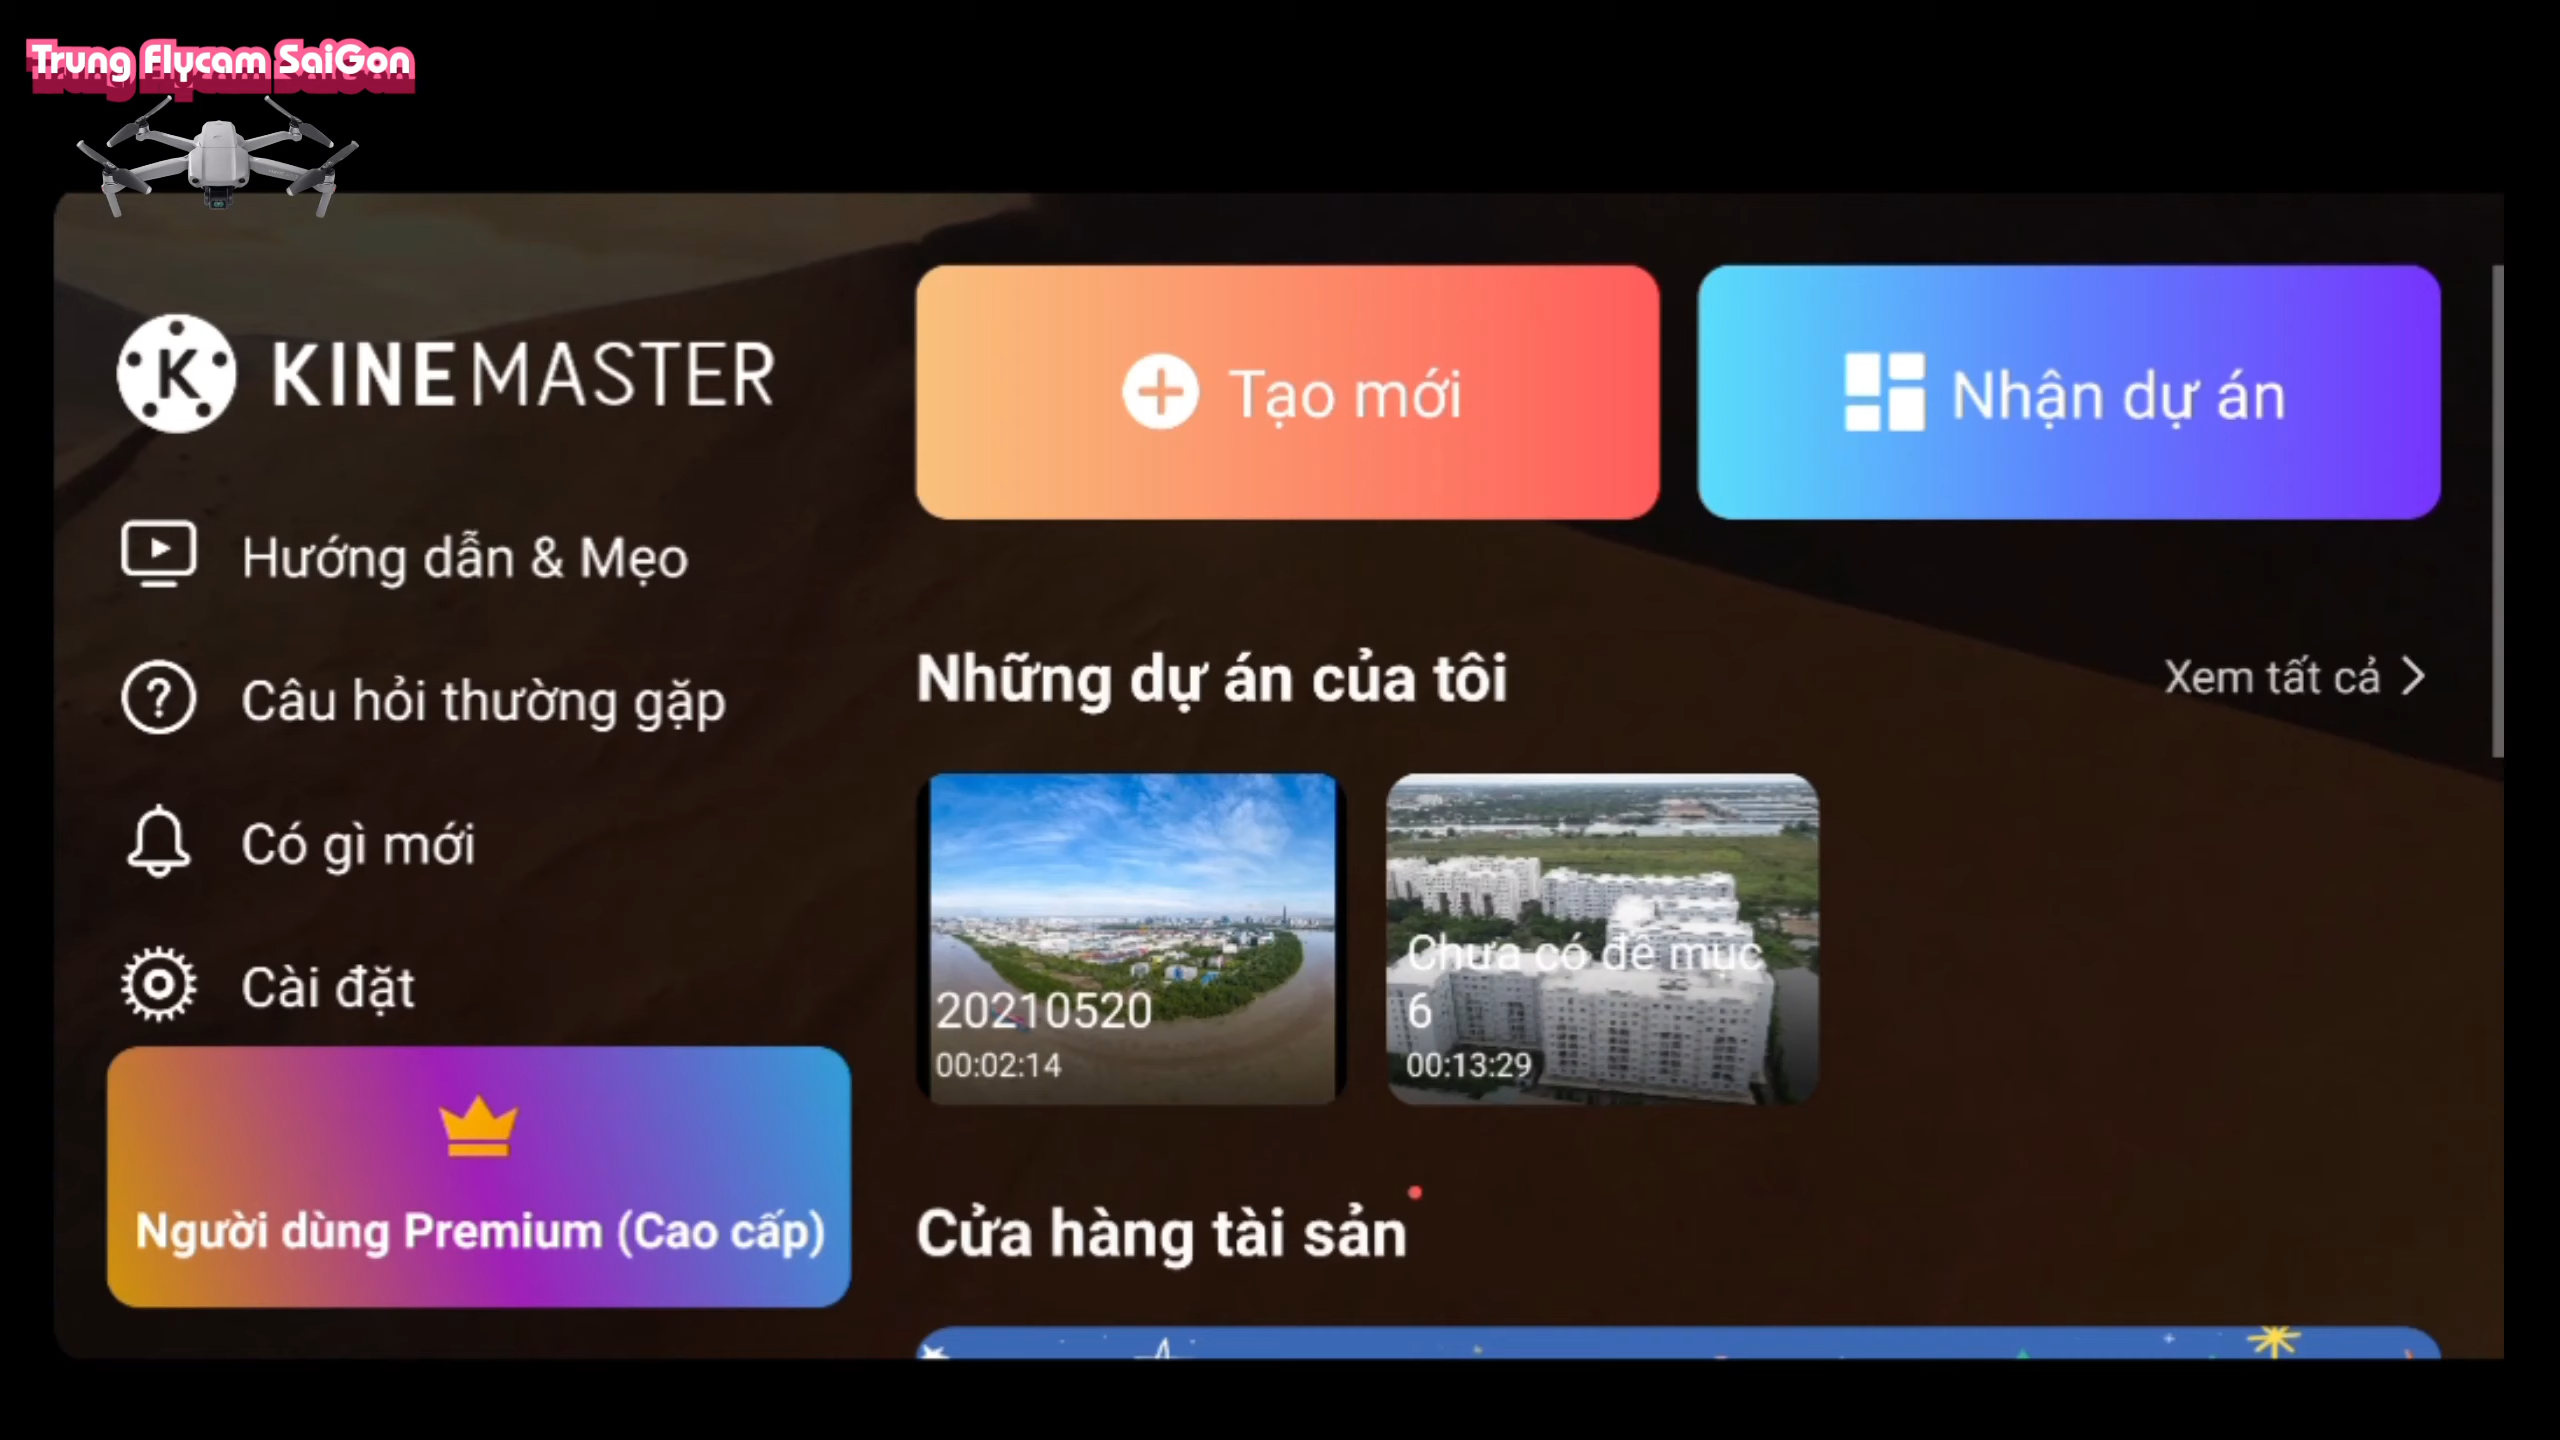 Trung Flycam SaiGon
K KINEMASTER
Hướng dẫn & Mẹo
Câu hỏi thường gặp
Có gì mới
Cài đặt
Người dùng Premium (Cao cấp)
Tạo mới
Nhận dự án
Những dự án của tôi
Xem tất cả
20210520
00:02:14
Chưa có đề mục
6
00:13:29
Cửa hàng tài sản